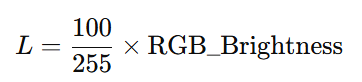 L = 100/255 × RGB_Brightness